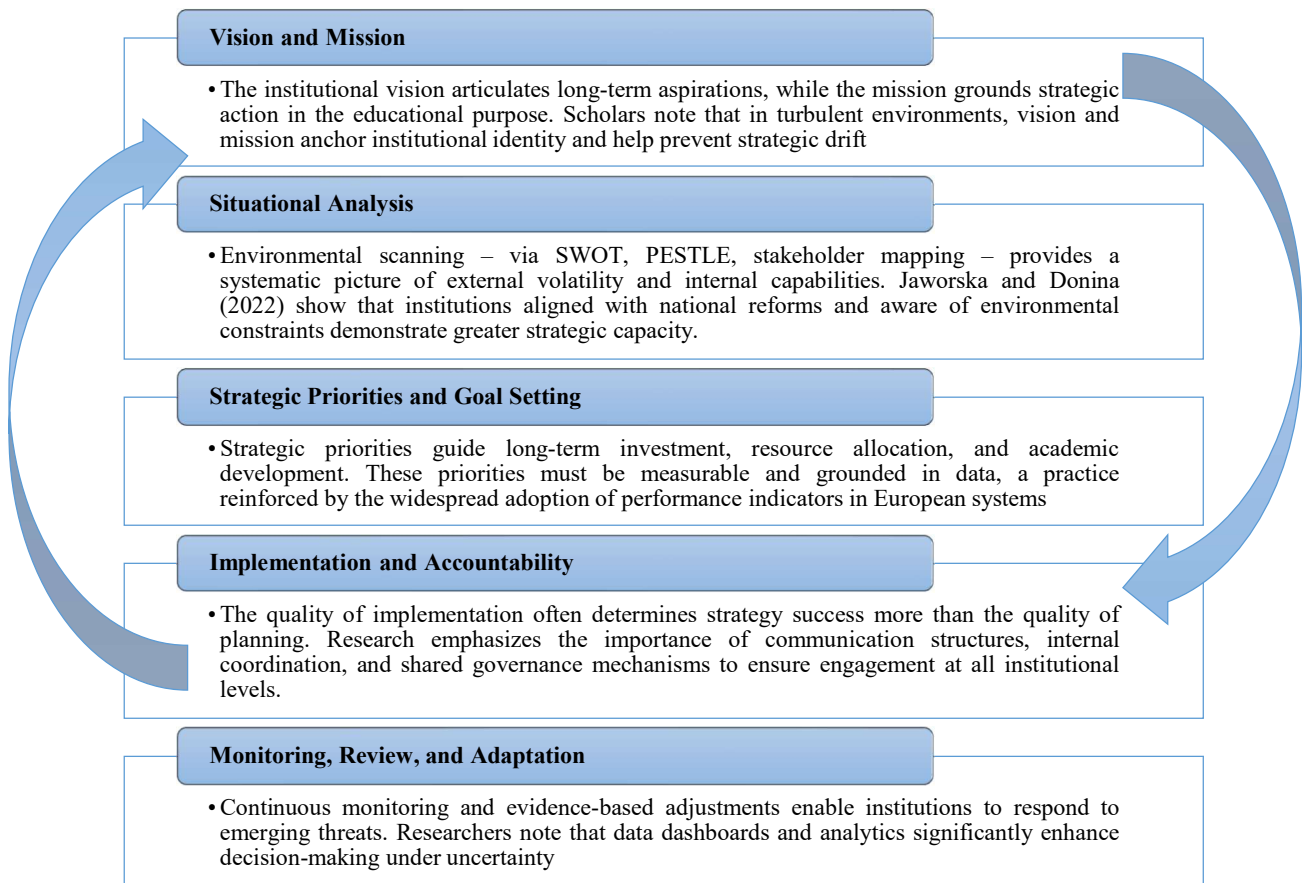 Vision and Mission
• The institutional vision articulates long-term aspirations, while the mission grounds strategic
action in the educational purpose. Scholars note that in turbulent environments, vision and
mission anchor institutional identity and help prevent strategic drift
Situational Analysis
• Environmental scanning – via SWOT, PESTLE, stakeholder mapping – provides a
systematic picture of external volatility and internal capabilities. Jaworska and Donina
(2022) show that institutions aligned with national reforms and aware of environmental
constraints demonstrate greater strategic capacity.
Strategic Priorities and Goal Setting
• Strategic priorities guide long-term investment, resource allocation, and academic
development. These priorities must be measurable and grounded in data, a practice
reinforced by the widespread adoption of performance indicators in European systems
Implementation and Accountability
• The quality of implementation often determines strategy success more than the quality of
planning. Research emphasizes the importance of communication structures, internal
coordination, and shared governance mechanisms to ensure engagement at all institutional
levels.
Monitoring, Review, and Adaptation
• Continuous monitoring and evidence-based adjustments enable institutions to respond to
emerging threats. Researchers note that data dashboards and analytics significantly enhance
decision-making under uncertainty